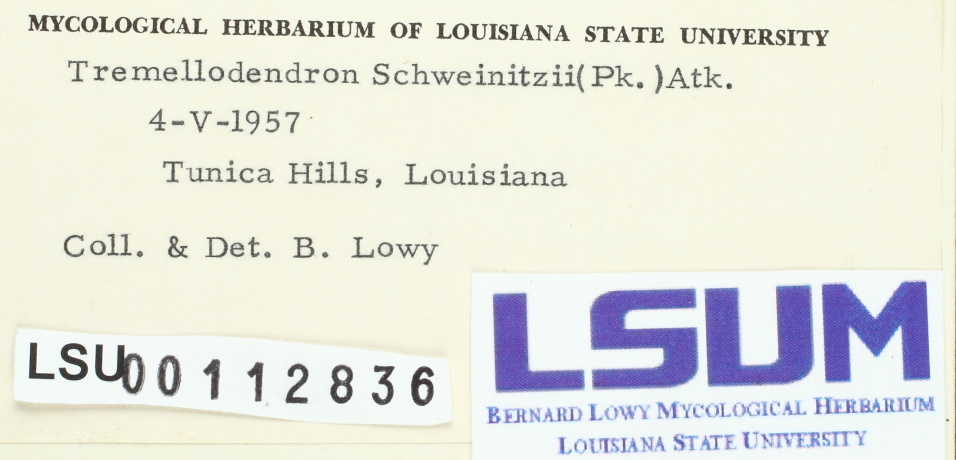 MYCOLOGICAL HERBARIUM OF LOUISIANA STATE UNIVERSITY
Tremellodendron Schweinitzii(Pk.)Atk.
4-V-1957
Tunica Hills, Louisiana
Coll. & Det. B. Lowy
LSU00112836
LSUM
BERNARD LOWY MYCOLOGICAL HERBARIUM
LOUISIANA STATE UNIVERSITY